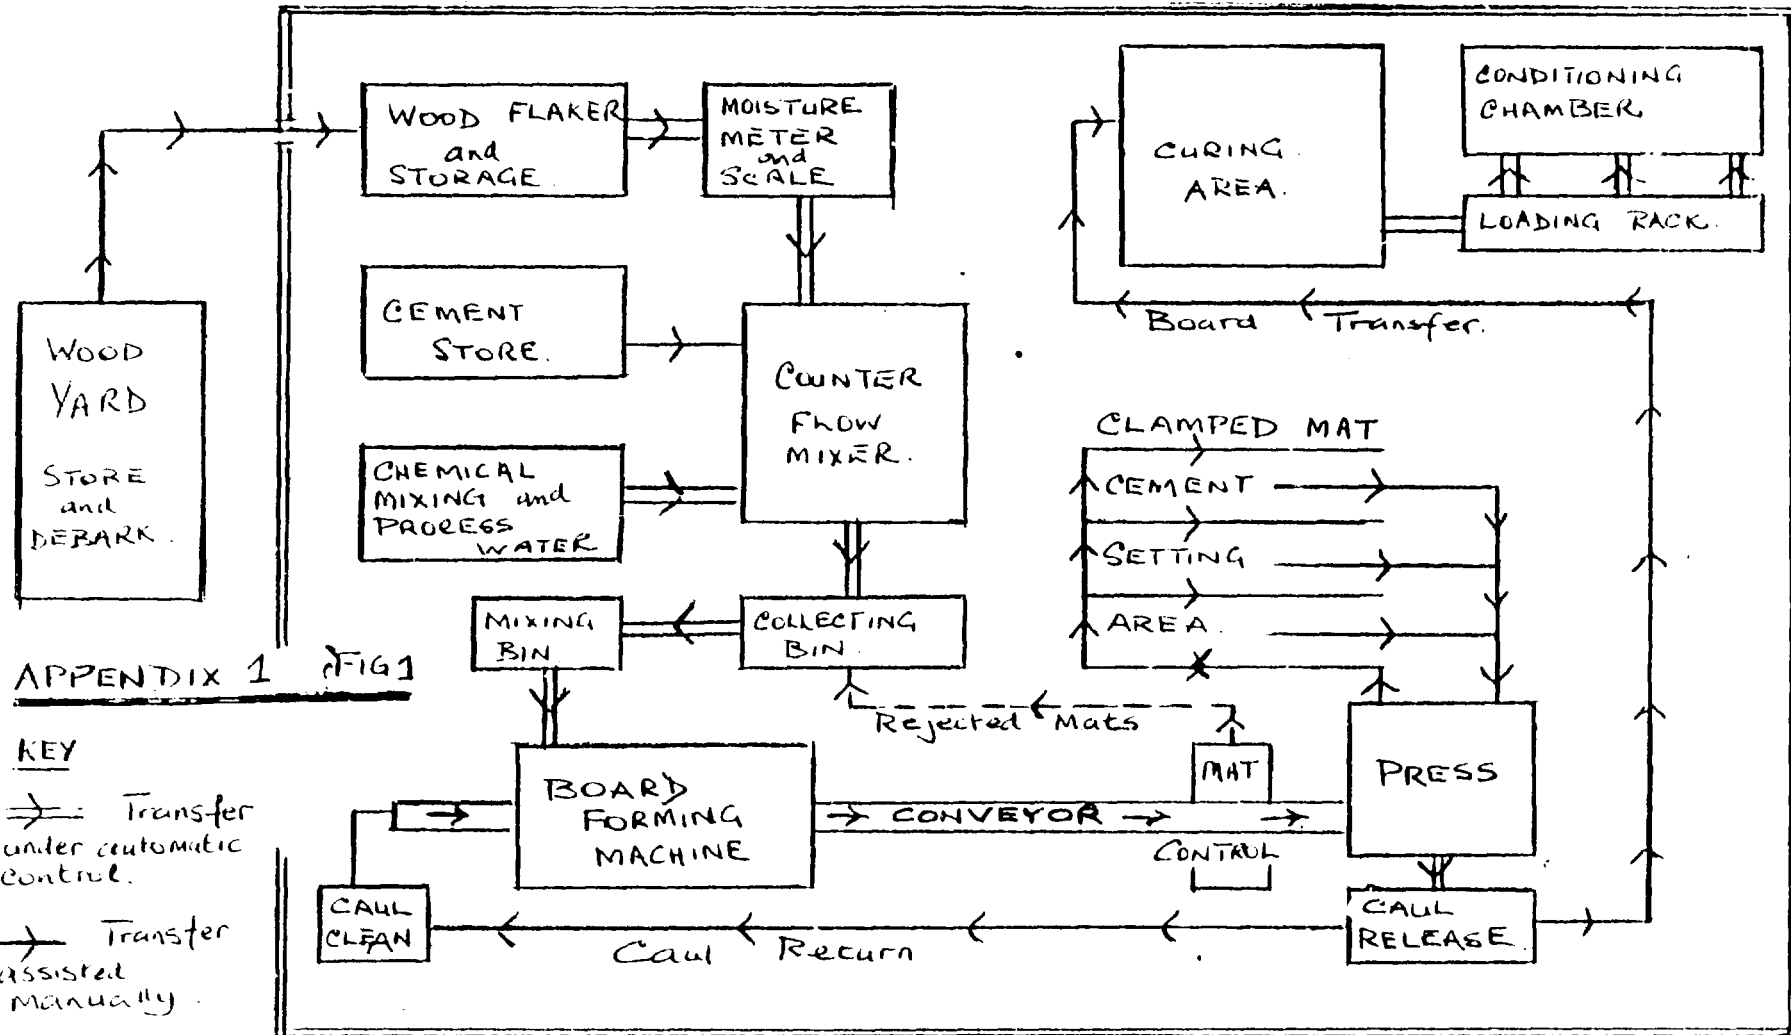 WOOD
YARD
STORE
and
DEBARK.
WOOD FLAKER
and
STORAGE.
MOISTURE
METER
and
SCALE
CEMENT
STORE.
CHEMICAL
MIXING and
PROCESS
WATER
COUNTER
FLOW
MIXER.
MIXING
BIN
COLLECTING
BIN.
Rejected Mats
BOARD
FORMING
MACHINE
CONVEYOR
MAT
CONTROL
PRESS
CLAMPED MAT
CEMENT
SETTING
AREA.
CURING.
AREA.
CONDITIONING
CHAMBER
LOADING RACK.
Board Transfer.
CAUL
CLEAN
Caul Return
CAUL
RELEASE.
APPENDIX 1 FIG 1
KEY
Transfer
under automatic
control.
Transfer
assisted
manually.